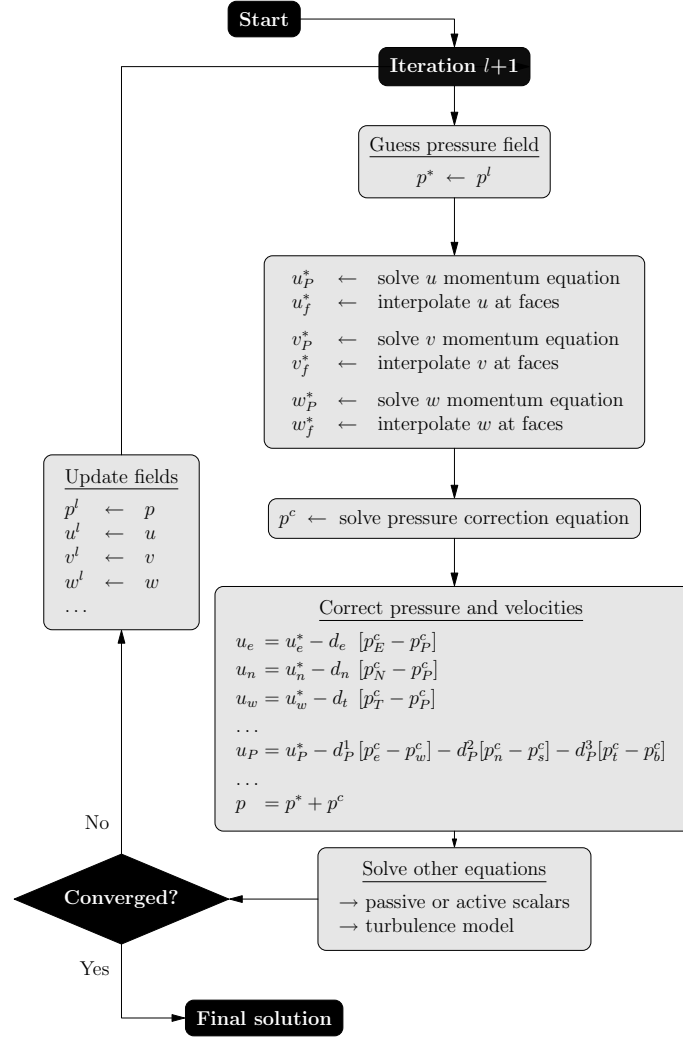 Start
Iteration l+1
Guess pressure field
p* ← p^l
u*_P ← solve u momentum equation
u*_f ← interpolate u at faces
v*_P ← solve v momentum equation
v*_f ← interpolate v at faces
w*_P ← solve w momentum equation
w*_f ← interpolate w at faces
p^c ← solve pressure correction equation
Correct pressure and velocities
u_e = u*_e − d_e [p^c_E − p^c_P]
u_n = u*_n − d_n [p^c_N − p^c_P]
u_w = u*_w − d_t [p^c_T − p^c_P]
...
u_P = u*_P − d^1_P [p^c_e − p^c_w] − d^2_P [p^c_n − p^c_s] − d^3_P [p^c_t − p^c_b]
...
p = p* + p^c
Solve other equations
→ passive or active scalars
→ turbulence model
Converged?
No
Update fields
p^l ← p
u^l ← u
v^l ← v
w^l ← w
...
Yes
Final solution